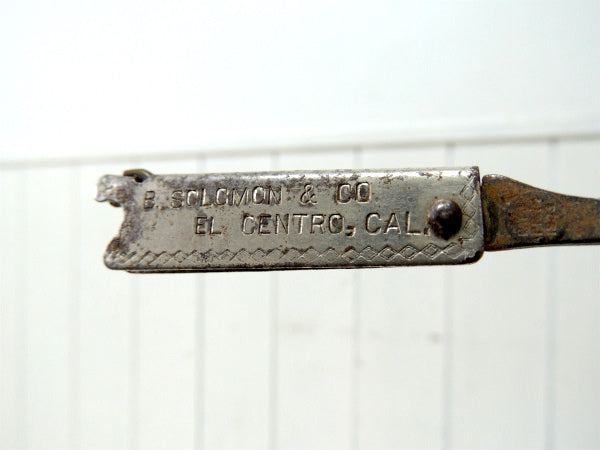 B. SOLOMON & CO
EL CENTRO, CAL.